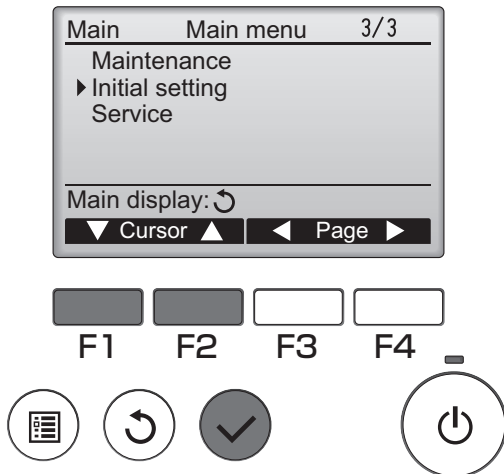 Main Main menu 3/3
Maintenance
Initial setting
Service
Main display:
Cursor Page
F1 F2 F3 F4